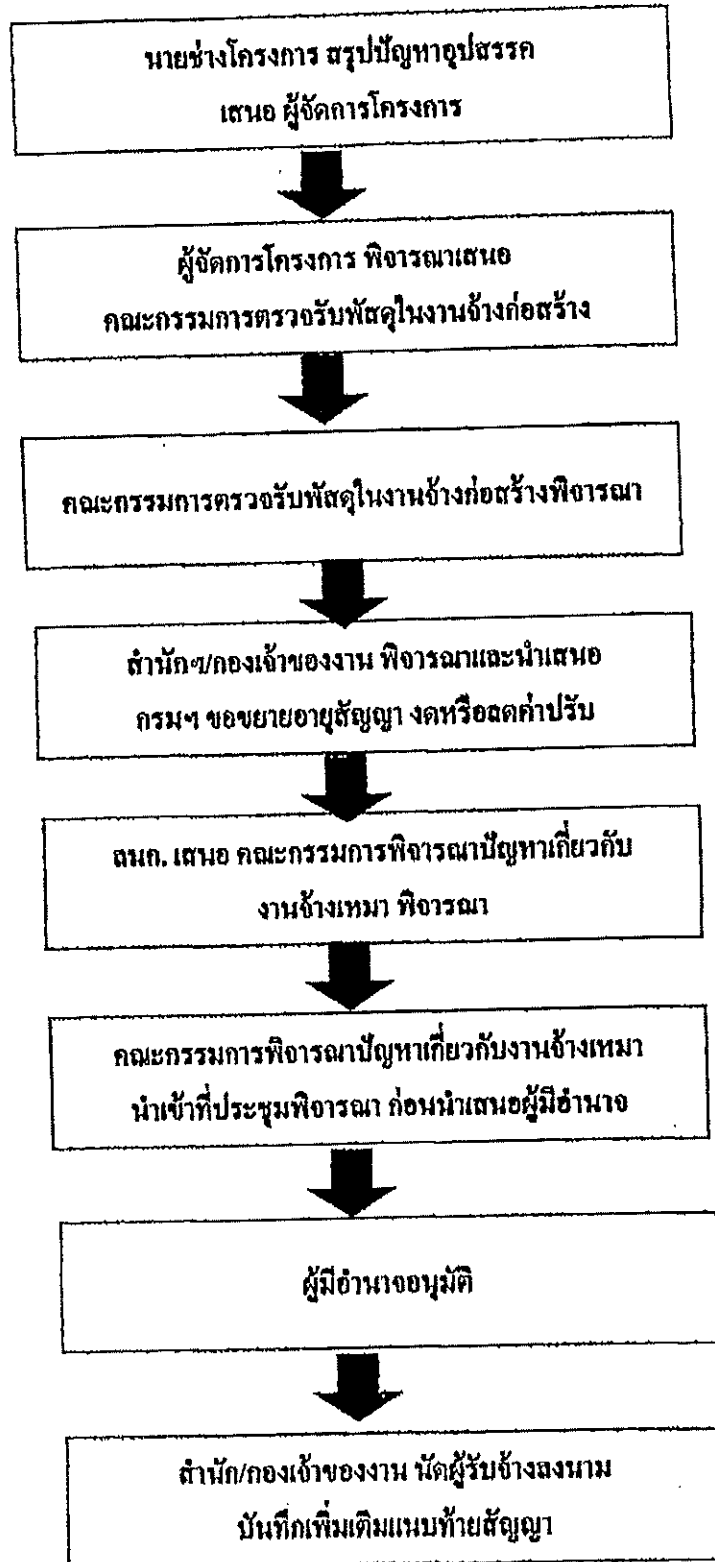 นายช่างโครงการ สรุปปัญหาอุปสรรค
เสนอ ผู้จัดการโครงการ
ผู้จัดการโครงการ พิจารณาเสนอ
คณะกรรมการตรวจรับพัสดุในงานจ้างก่อสร้าง
คณะกรรมการตรวจรับพัสดุในงานจ้างก่อสร้างพิจารณา
สำนักฯ/กองเจ้าของงาน พิจารณาและนำเสนอ
กรมฯ ขอขยายอายุสัญญา งดหรือลดค่าปรับ
สนก. เสนอ คณะกรรมการพิจารณาปัญหาเกี่ยวกับ
งานจ้างเหมา พิจารณา
คณะกรรมการพิจารณาปัญหาเกี่ยวกับงานจ้างเหมา
นำเข้าที่ประชุมพิจารณา ก่อนนำเสนอผู้มีอำนาจ
ผู้มีอำนาจอนุมัติ
สำนัก/กองเจ้าของงาน นัดผู้รับจ้างลงนาม
บันทึกเพิ่มเติมแนบท้ายสัญญา